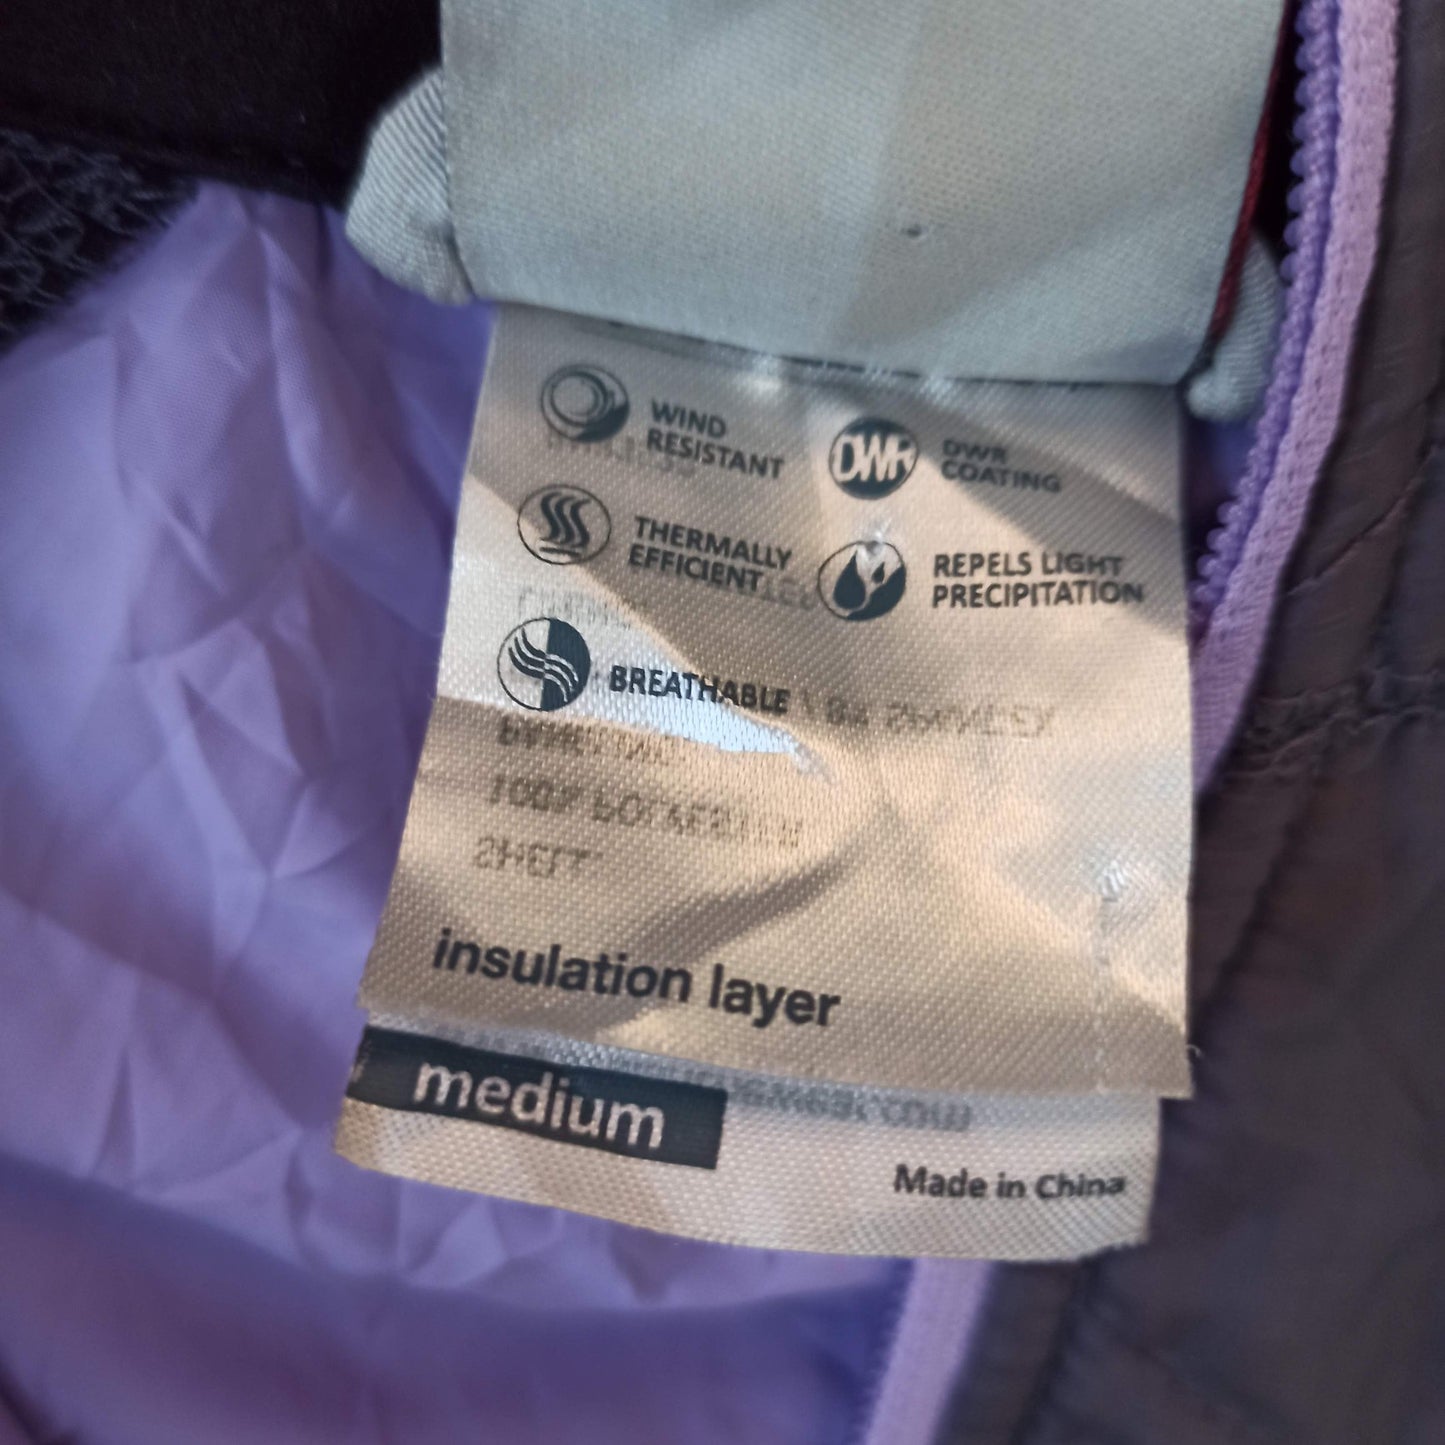 WIND
RESISTANT
DWR
DWR
COATING
THERMALLY
EFFICIENT
REPELS LIGHT
PRECIPITATION
BREATHABLE
insulation layer
medium
Made in China